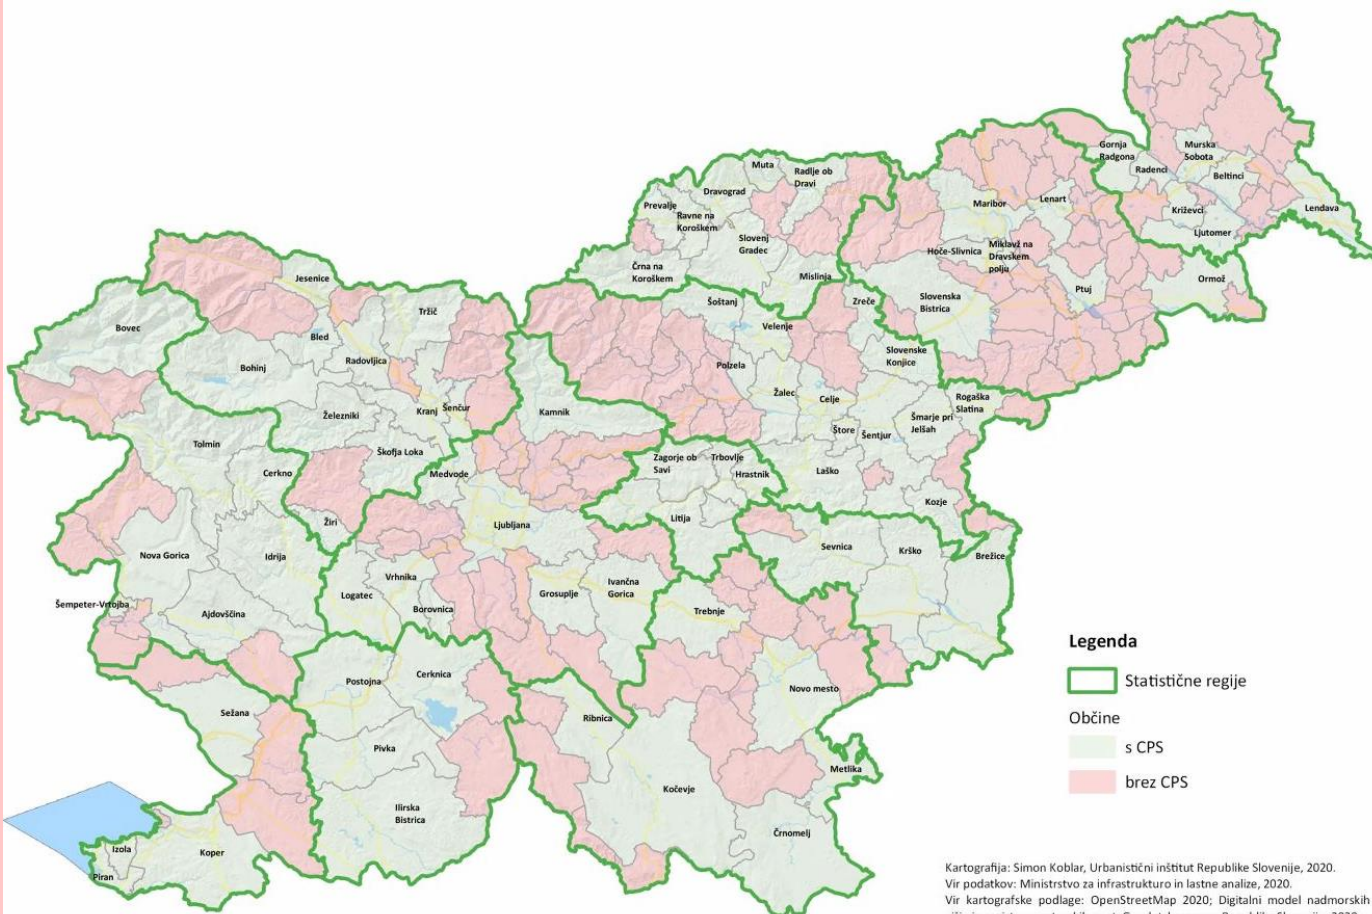 Muta
Radlje ob
Dravi
Dravograd
Prevalje
Ravne na
Koroškem
Slovenj
Gradec
Črna na
Koroškem
Mislinja
Gornja
Radgona
Murska
Sobota
Radenci
Beltinci
Lendava
Križevci
Ljutomer
Maribor
Lenart
Hoče-Slivnica
Miklavž na
Dravskem
polju
Ptuj
Ormož
Slovenska
Bistrica
Jesenice
Tržič
Bovec
Bled
Bohinj
Radovljica
Železniki
Kranj
Šenčur
Škofja Loka
Žiri
Kamnik
Šoštanj
Velenje
Zreče
Slovenske
Konjice
Polzela
Žalec
Celje
Rogaška
Slatina
Šmarje pri
Jelšah
Štore
Šentjur
Laško
Kozje
Tolmin
Cerkno
Medvode
Zagorje ob
Savi
Trbovlje
Hrastnik
Litija
Ljubljana
Nova Gorica
Idrija
Sevnica
Krško
Brežice
Šempeter-Vrtojba
Ajdovščina
Vrhnika
Logatec
Borovnica
Grosuplje
Ivančna
Gorica
Trebnje
Postojna
Cerknica
Novo mesto
Sežana
Ribnica
Pivka
Metlika
Kočevje
Ilirska
Bistrica
Črnomelj
Izola
Koper
Piran
Legenda
Statistične regije
Občine
s CPS
brez CPS
Kartografija: Simon Koblar, Urbanistični inštitut Republike Slovenije, 2020.
Vir podatkov: Ministrstvo za infrastrukturo in lastne analize, 2020.
Vir kartografske podlage: OpenStreetMap 2020; Digitalni model nadmorskih